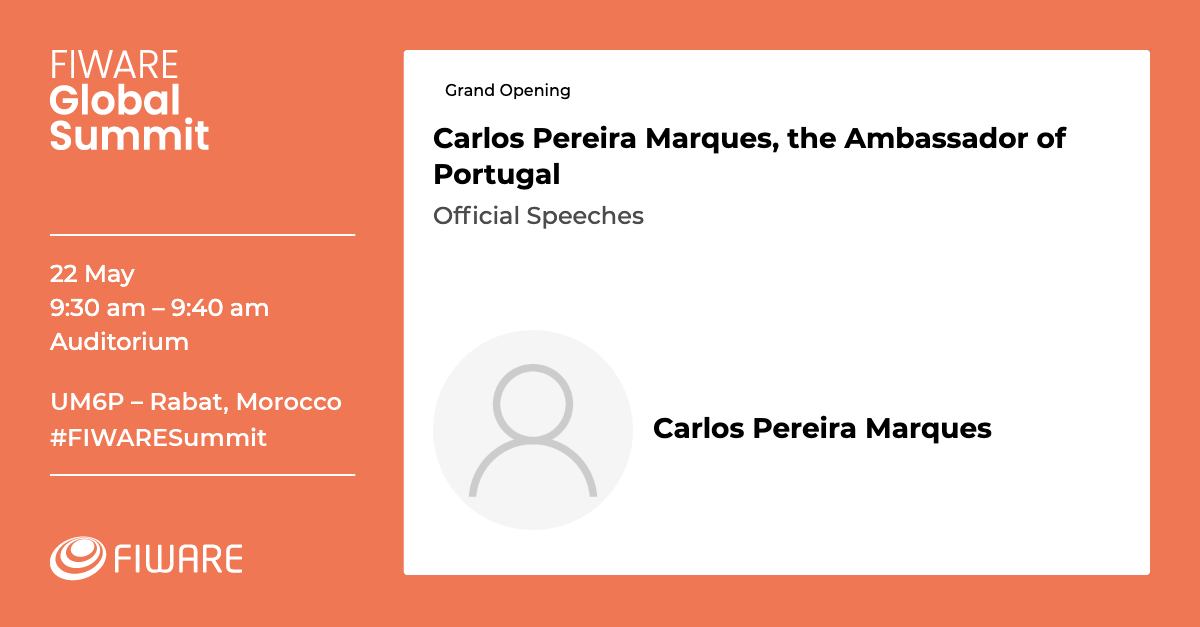 FIWARE
Global
Summit
22 May
9:30 am – 9:40 am
Auditorium
UM6P – Rabat, Morocco
#FIWARESummit
FIWARE
Grand Opening
Carlos Pereira Marques, the Ambassador of
Portugal
Official Speeches
Carlos Pereira Marques